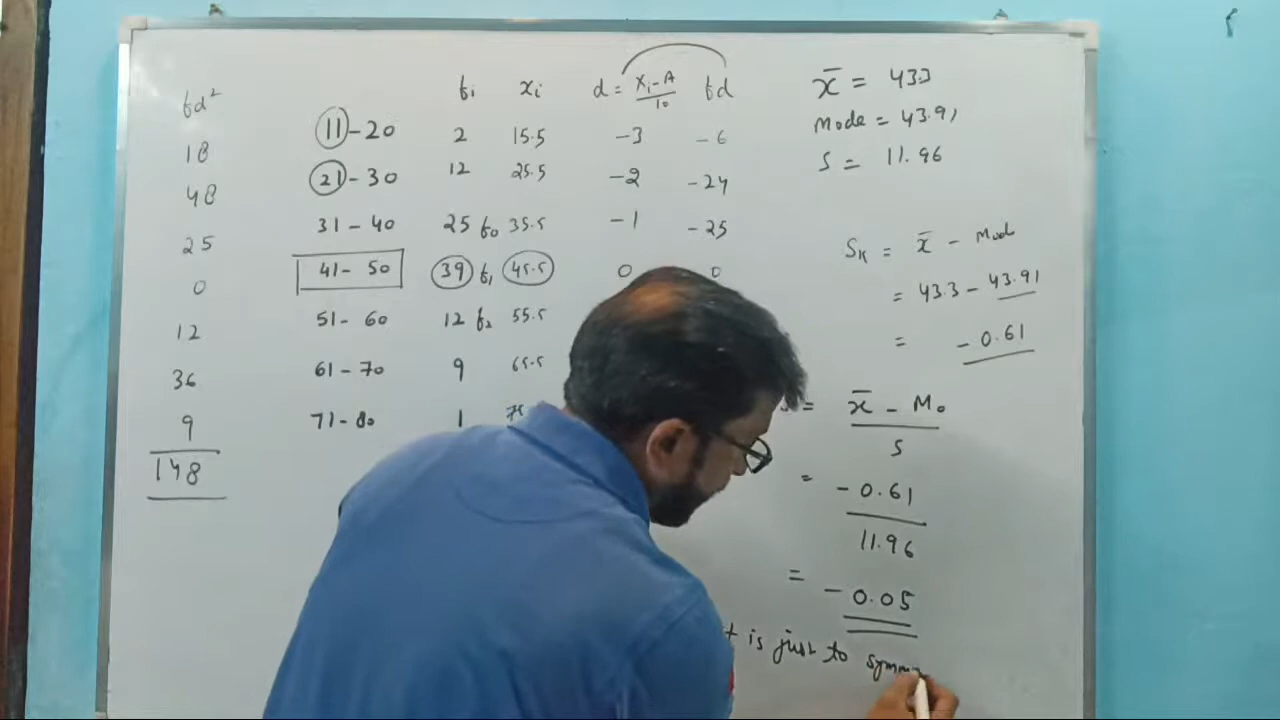 fd² f₁ xᵢ d = xᵢ-A/10 fd
18 11-20 2 15.5 -3 -6
48 21-30 12 25.5 -2 -24
25 31-40 25 f₀ 35.5 -1 -25
0 41-50 39 f₁ 45.5 0 0
12 51-60 12 f₂ 55.5
36 61-70 9 65.5
9 71-80 1
148
x̄ = 43.3
Mode = 43.91
S = 11.96
Sk = x̄ - Mod
= 43.3 - 43.91
= -0.61
= x̄ - Mo
S
= -0.61
11.96
= -0.05
is just to symm